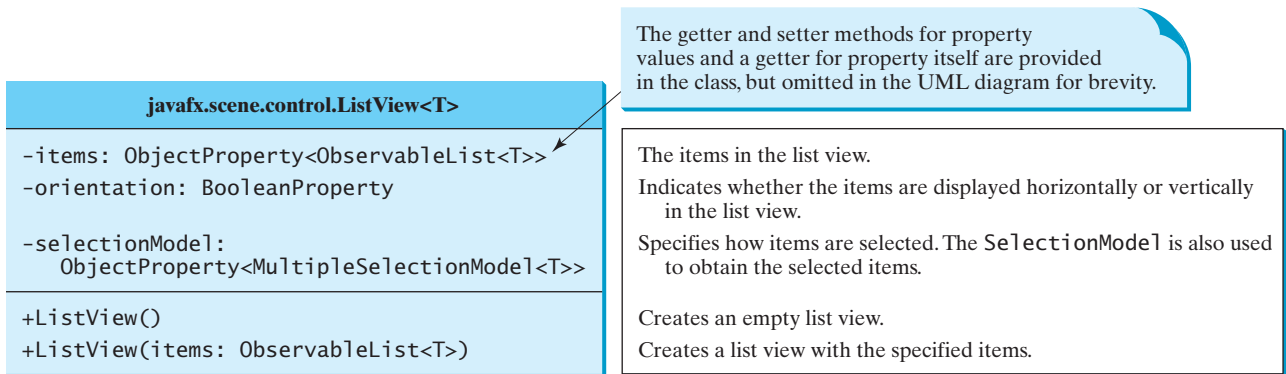 The getter and setter methods for property
values and a getter for property itself are provided
in the class, but omitted in the UML diagram for brevity.
javafx.scene.control.ListView<T>
-items: ObjectProperty<ObservableList<T>>
-orientation: BooleanProperty
-selectionModel:
ObjectProperty<MultipleSelectionModel<T>>
+ListView()
+ListView(items: ObservableList<T>)
The items in the list view.
Indicates whether the items are displayed horizontally or vertically
in the list view.
Specifies how items are selected. The SelectionModel is also used
to obtain the selected items.
Creates an empty list view.
Creates a list view with the specified items.